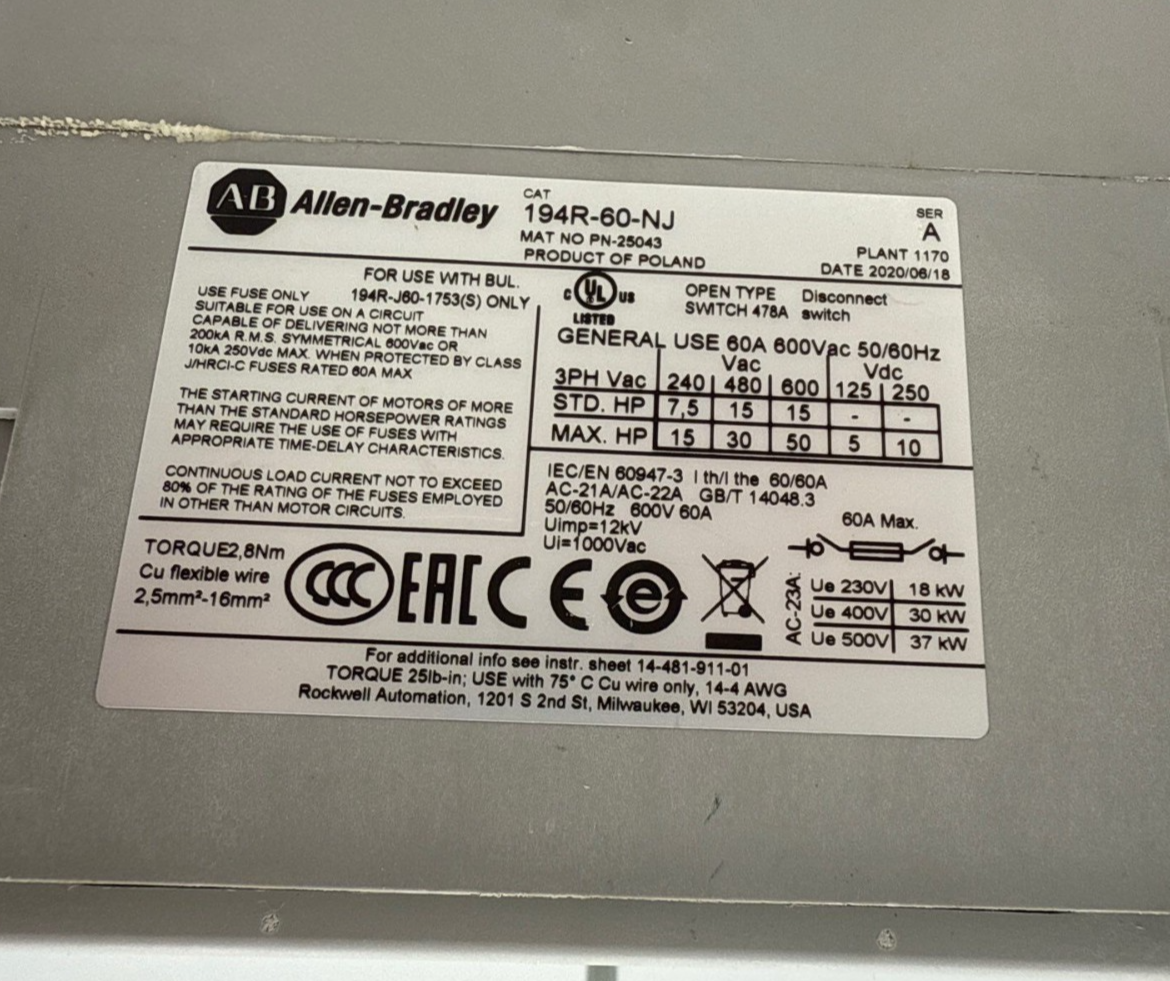 AB Allen-Bradley
CAT
194R-60-NJ
MAT NO PN-25043
PRODUCT OF POLAND
SER
A
PLANT 1170
DATE 2020/06/18
FOR USE WITH BUL.
USE FUSE ONLY 194R-J60-1753(S) ONLY
SUITABLE FOR USE ON A CIRCUIT
CAPABLE OF DELIVERING NOT MORE THAN
200kA R.M.S. SYMMETRICAL 600Vac OR
10kA 250Vdc MAX. WHEN PROTECTED BY CLASS
J/HRCI-C FUSES RATED 60A MAX
THE STARTING CURRENT OF MOTORS OF MORE
THAN THE STANDARD HORSEPOWER RATINGS
MAY REQUIRE THE USE OF FUSES WITH
APPROPRIATE TIME-DELAY CHARACTERISTICS.
CONTINUOUS LOAD CURRENT NOT TO EXCEED
80% OF THE RATING OF THE FUSES EMPLOYED
IN OTHER THAN MOTOR CIRCUITS.
C UL US
LISTED
OPEN TYPE Disconnect
SWITCH 478A switch
GENERAL USE 60A 600Vac 50/60Hz
Vac Vdc
3PH Vac 240 480 600 125 250
STD. HP 7,5 15 15 - -
MAX. HP 15 30 50 5 10
IEC/EN 60947-3 I th/I the 60/60A
AC-21A/AC-22A GB/T 14048.3
50/60Hz 600V 60A
Uimp=12kV
Ui=1000Vac
60A Max.
AC-23A:
Ue 230V 18 kW
Ue 400V 30 kW
Ue 500V 37 kW
TORQUE2,8Nm
Cu flexible wire
2,5mm²-16mm²
CCC EAC CE e
For additional info see instr. sheet 14-481-911-01
TORQUE 25lb-in; USE with 75° C Cu wire only, 14-4 AWG
Rockwell Automation, 1201 S 2nd St, Milwaukee, WI 53204, USA